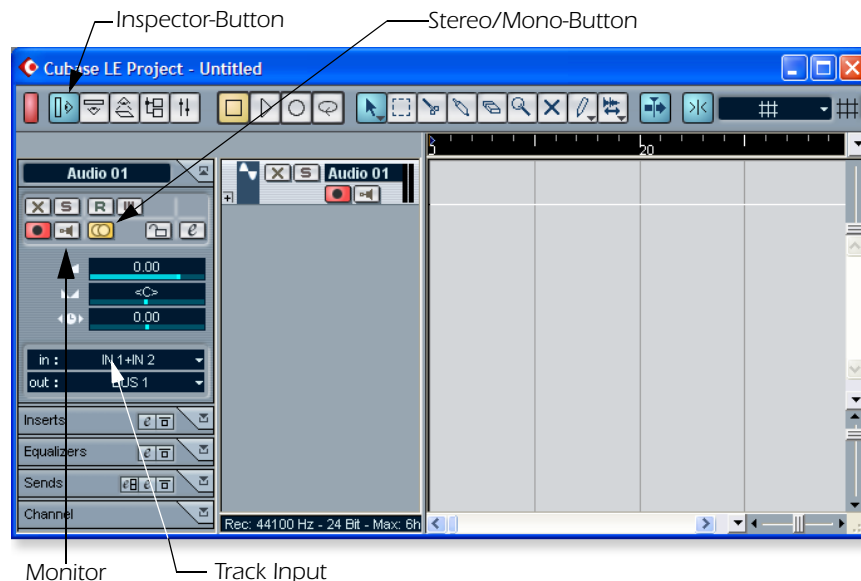 Inspector-Button
Stereo/Mono-Button
Cubase LE Project - Untitled
20
Audio 01
X S Audio 01
X S R W
e
0.00
<C>
0.00
in : IN 1+IN 2
out : BUS 1
Inserts e
Equalizers e
Sends e e
Channel
Rec: 44100 Hz - 24 Bit - Max: 6h
Monitor
Track Input